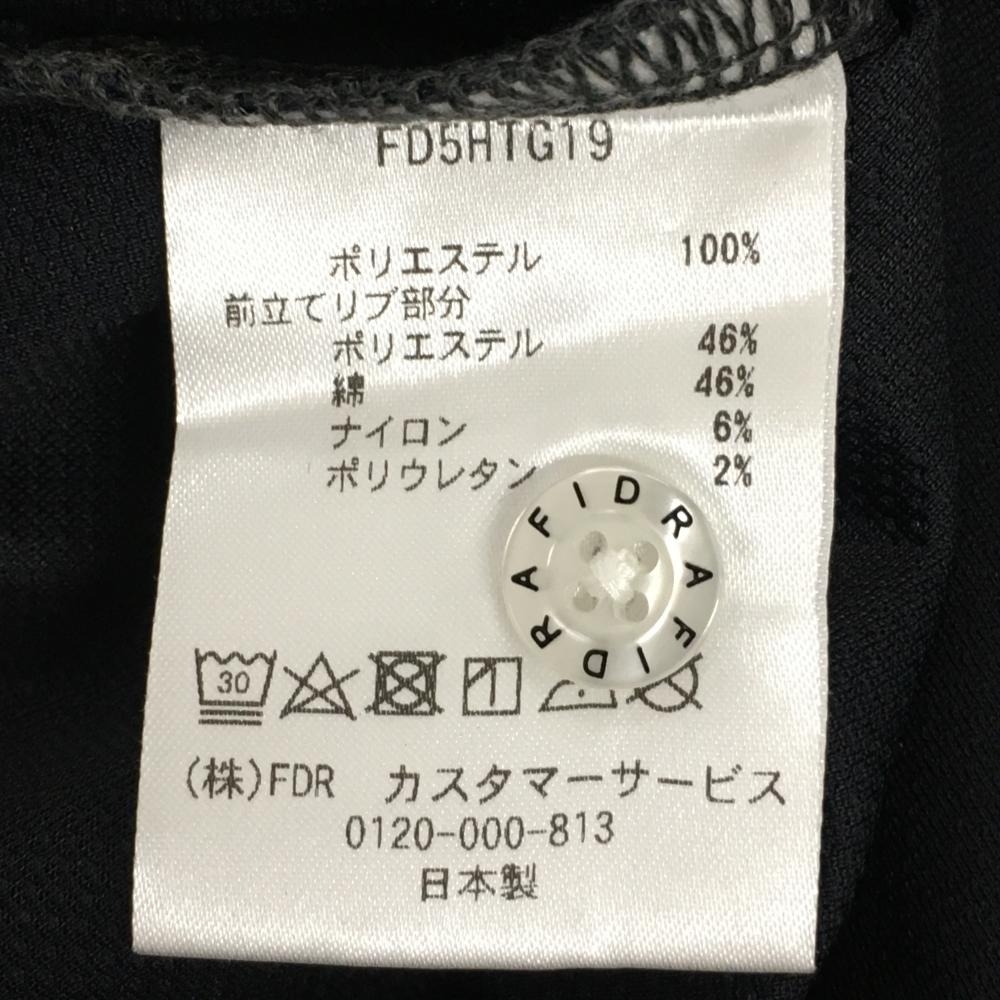 FD5HTG19
ポリエステル 100%
前立てリブ部分
ポリエステル 46%
綿 46%
ナイロン 6%
ポリウレタン 2%
FIDRAFIDRA
30
(株)FDR カスタマーサービス
0120-000-813
日本製